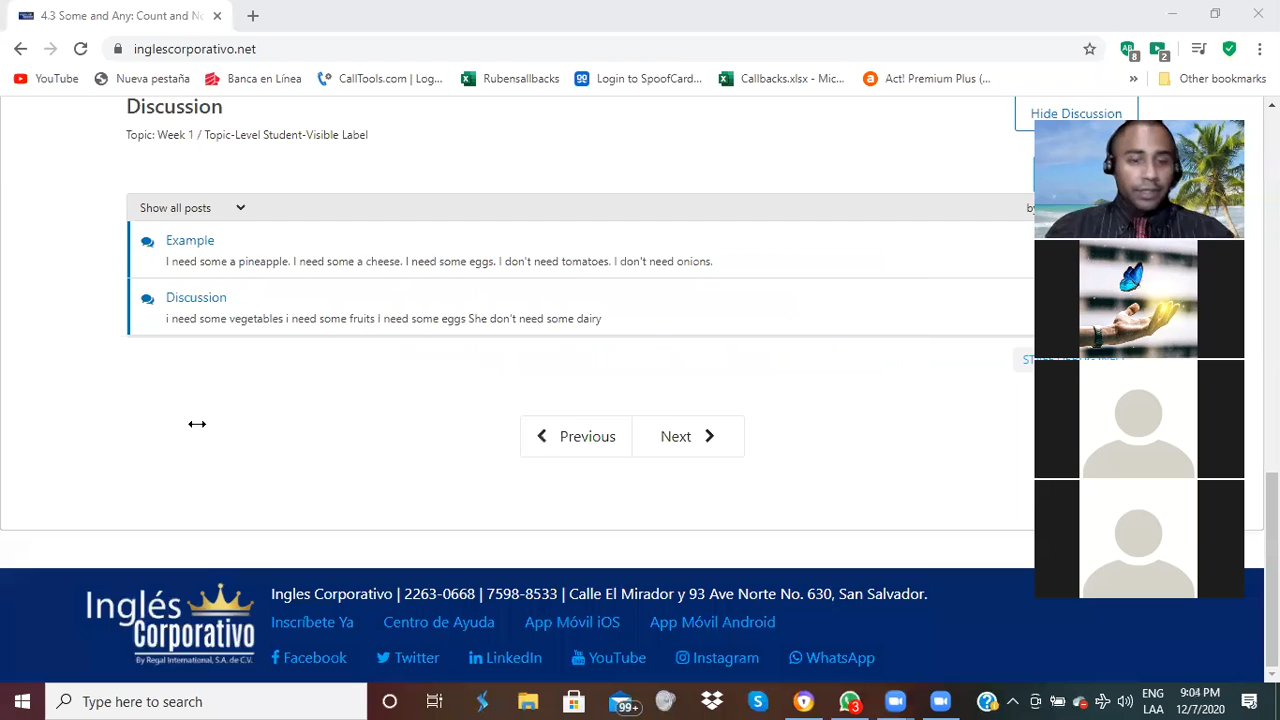 4.3 Some and Any: Count and No
inglescorporativo.net
8
2
YouTube
Nueva pestaña
Banca en Línea
CallTools.com | Log...
Rubensallbacks
Login to SpoofCard...
Callbacks.xlsx - Mic...
Act! Premium Plus (...
»
Other bookmarks
Discussion
Hide Discussion
Topic: Week 1 / Topic-Level Student-Visible Label
Show all posts
by
Example
I need some a pineapple. I need some a cheese. I need some eggs. I don't need tomatoes. I don't need onions.
Discussion
i need some vegetables i need some fruits I need some eggs She don't need some dairy
Previous
Next
Inglés
Corporativo
By Regal International, S.A. de C.V.
Ingles Corporativo | 2263-0668 | 7598-8533 | Calle El Mirador y 93 Ave Norte No. 630, San Salvador.
Inscríbete Ya
Centro de Ayuda
App Móvil iOS
App Móvil Android
Facebook
Twitter
LinkedIn
YouTube
Instagram
WhatsApp
Type here to search
99+
3
ENG
LAA
9:04 PM
12/7/2020